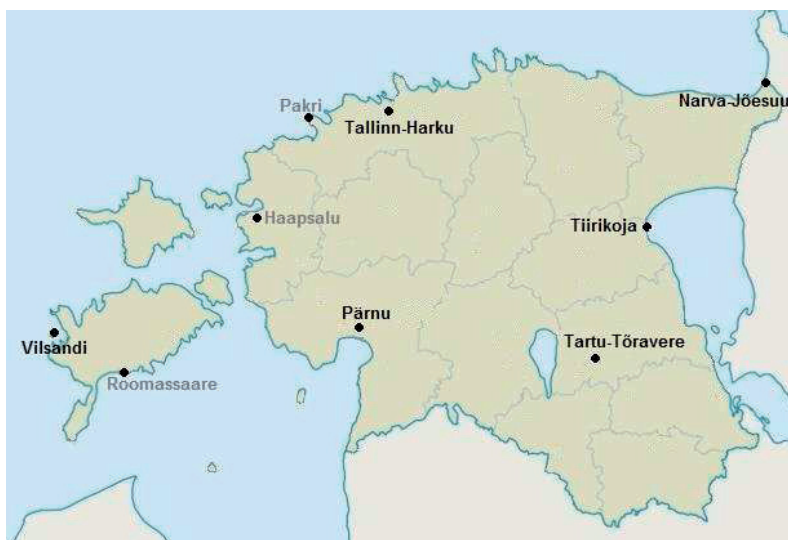 Pakri
Narva-Jõesuu
Tallinn-Harku
Haapsalu
Tiirikoja
Pärnu
Tartu-Tõravere
Vilsandi
Roomassaare